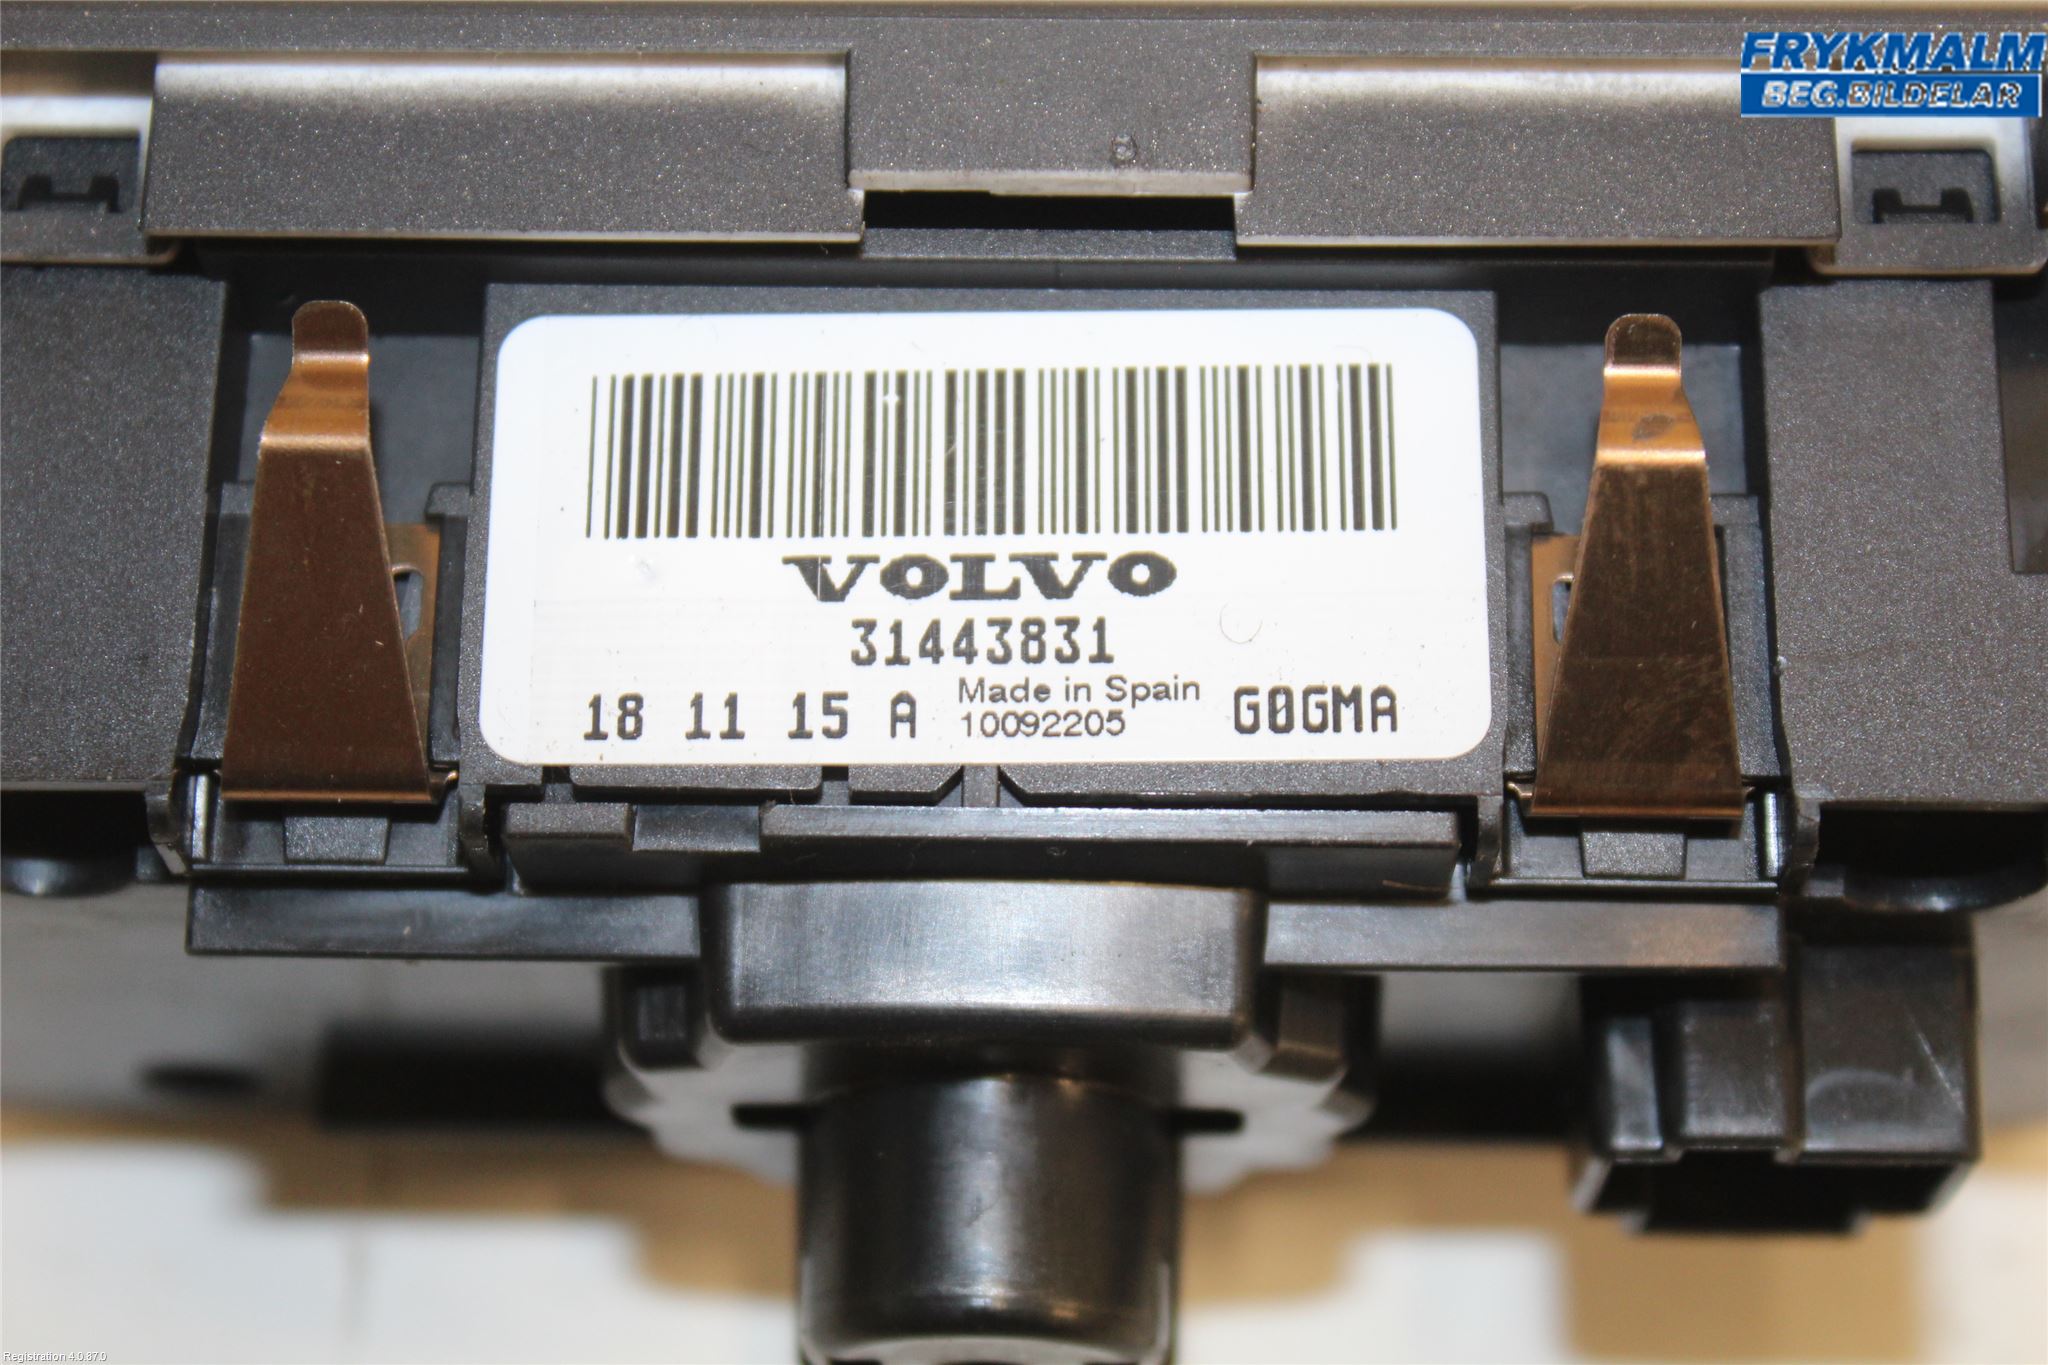 FRYKMALM
BEG.BILDELAR
VOLVO
31443831
18 11 15 A
Made in Spain
10092205
G0GMA
Registration 4.0.87.0